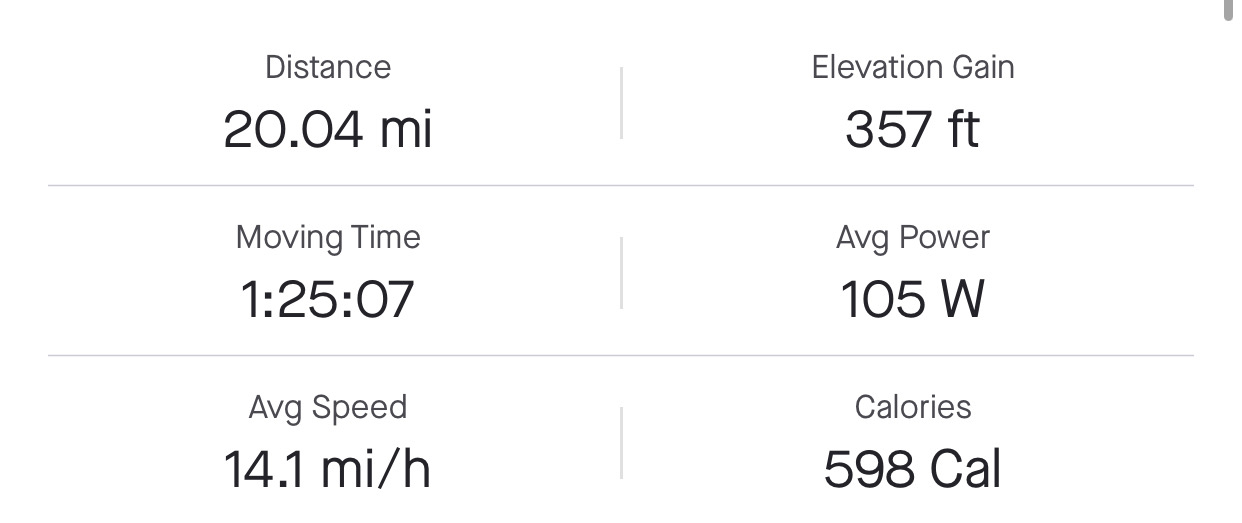 Distance
20.04 mi
Elevation Gain
357 ft
Moving Time
1:25:07
Avg Power
105 W
Avg Speed
14.1 mi/h
Calories
598 Cal